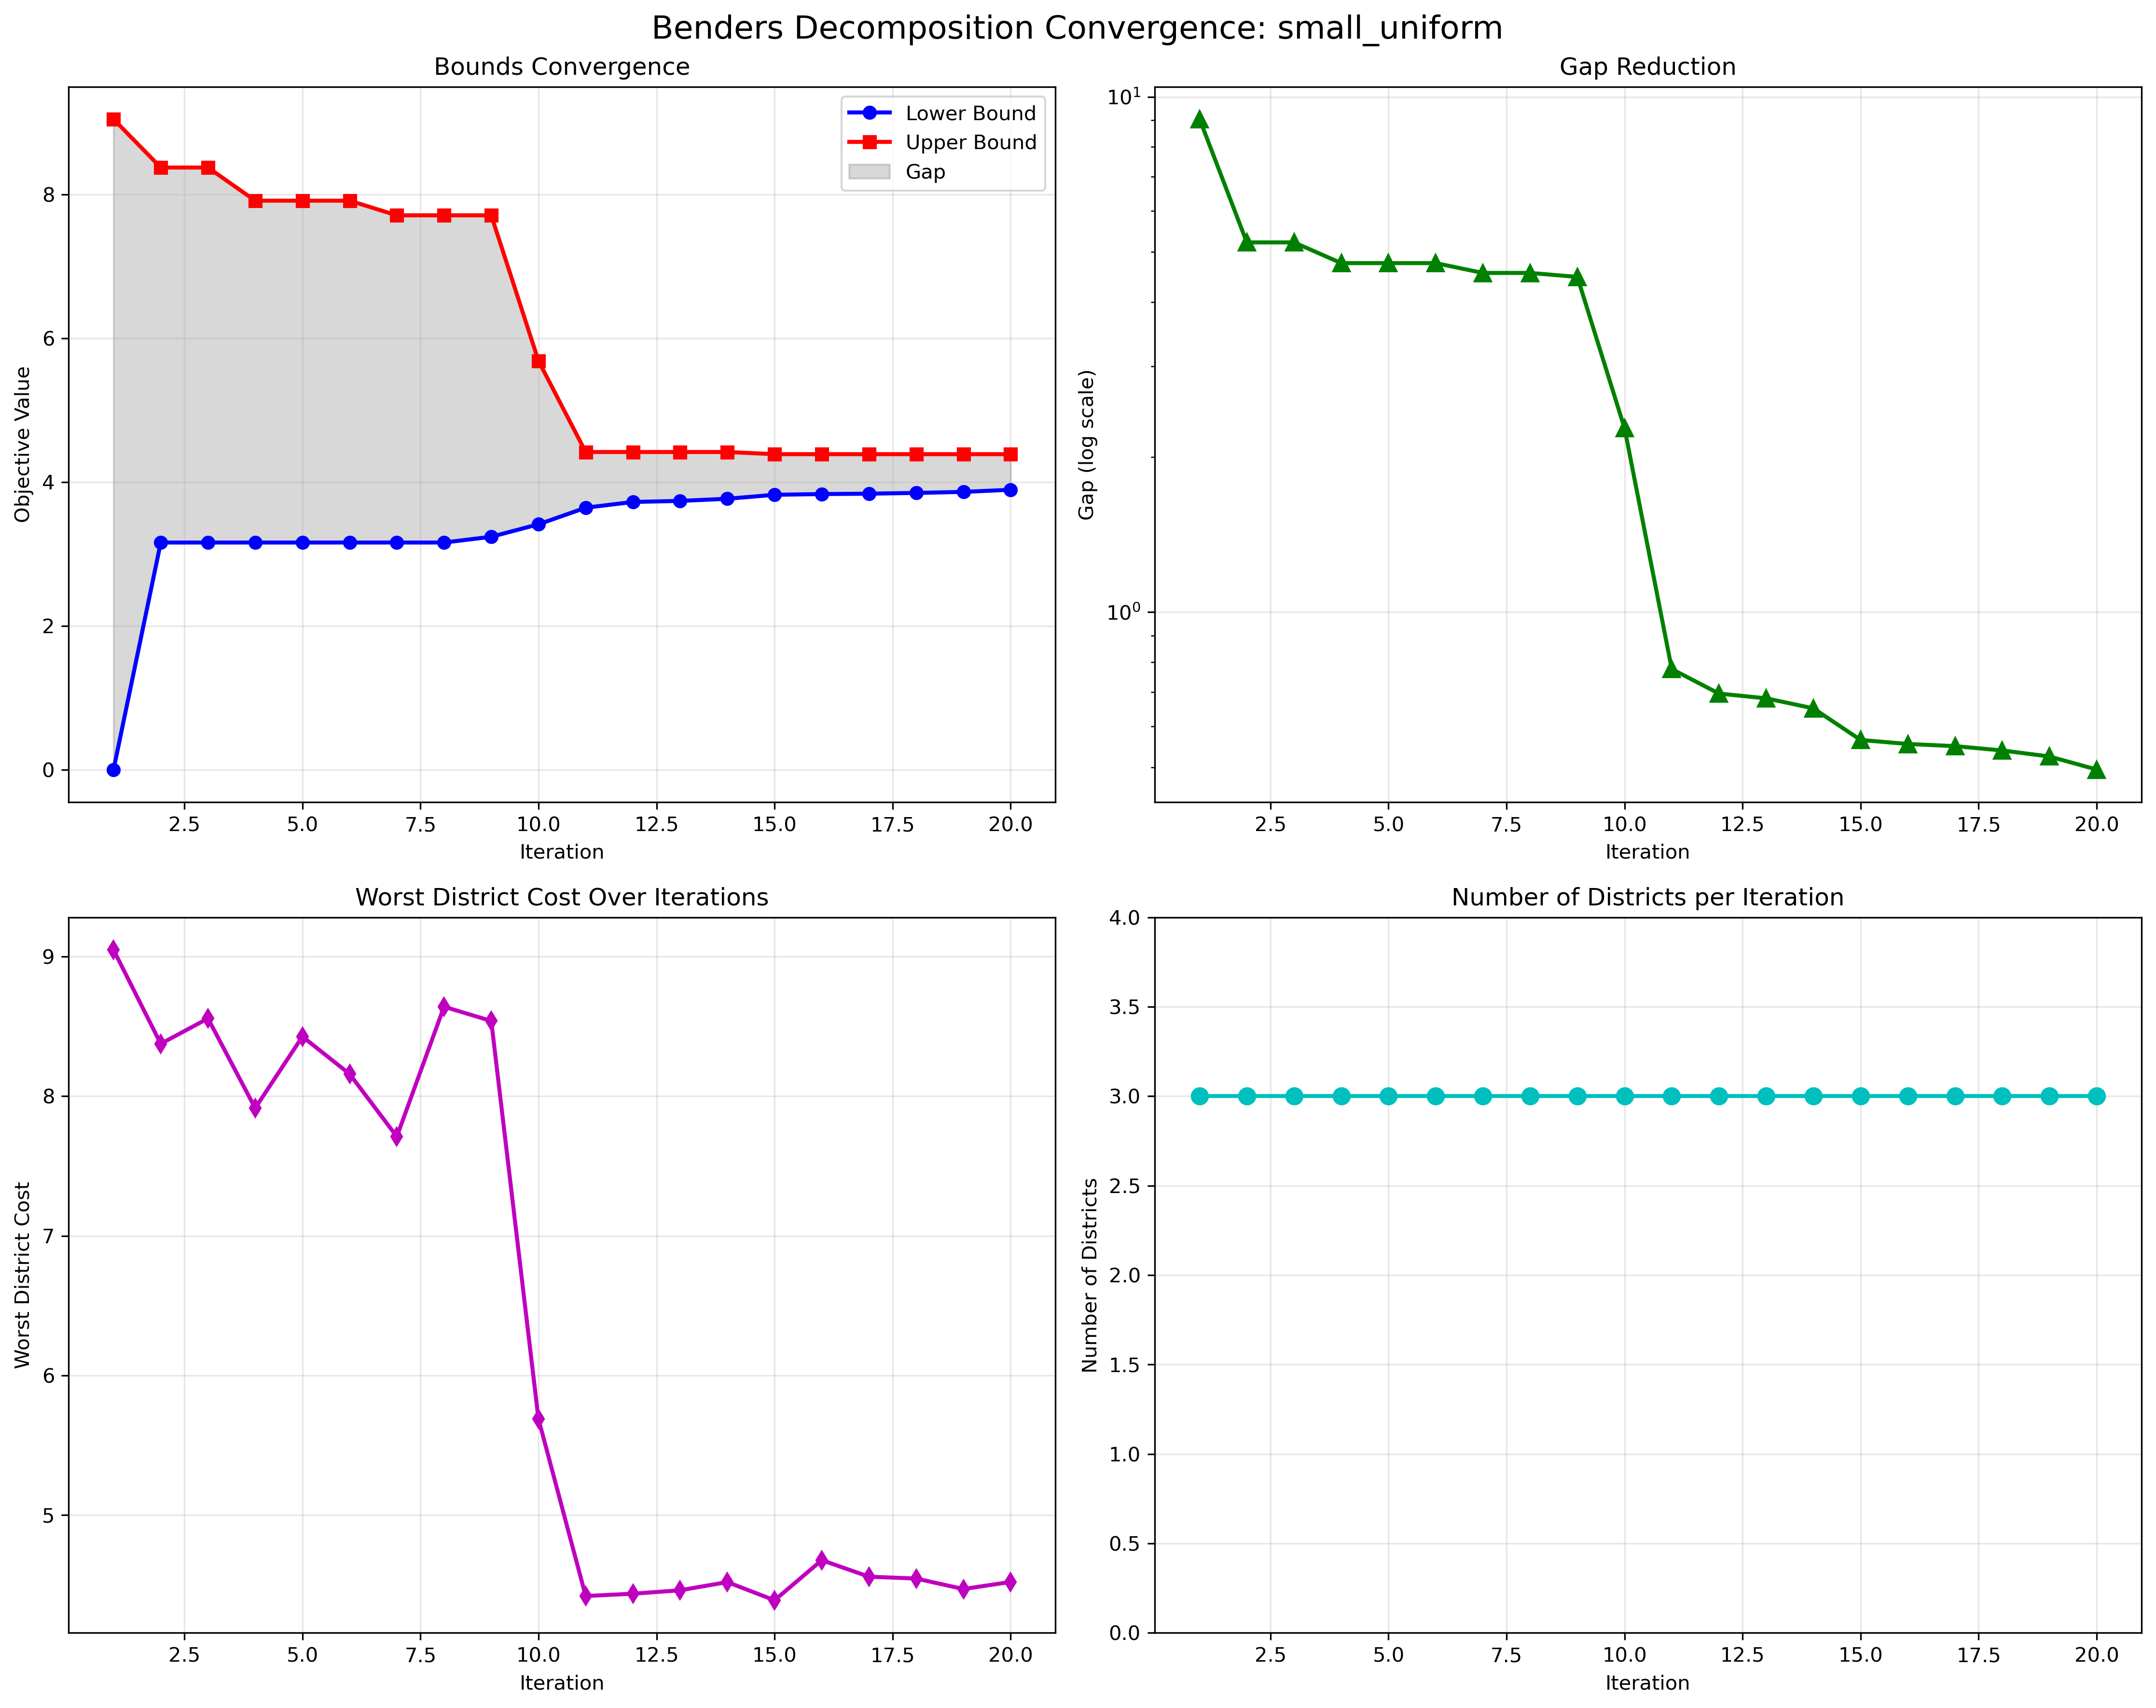 Benders Decomposition Convergence: small_uniform
Bounds Convergence
Objective Value
8
6
4
2
0
Lower Bound
Upper Bound
Gap
2.5 5.0 7.5 10.0 12.5 15.0 17.5 20.0
Iteration
Gap Reduction
Gap (log scale)
10¹
10⁰
2.5 5.0 7.5 10.0 12.5 15.0 17.5 20.0
Iteration
Worst District Cost Over Iterations
Worst District Cost
9
8
7
6
5
2.5 5.0 7.5 10.0 12.5 15.0 17.5 20.0
Iteration
Number of Districts per Iteration
Number of Districts
4.0
3.5
3.0
2.5
2.0
1.5
1.0
0.5
0.0
2.5 5.0 7.5 10.0 12.5 15.0 17.5 20.0
Iteration